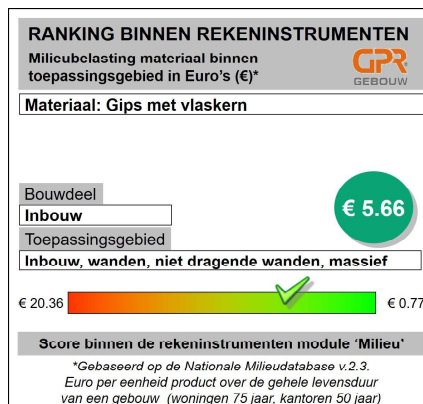 RANKING BINNEN REKENINSTRUMENTEN
Milieubelasting materiaal binnen
toepassingsgebied in Euro's (€)*
GPR
GEBOUW
Materiaal: Gips met vlaskern
Bouwdeel
Inbouw
€ 5.66
Toepassingsgebied
Inbouw, wanden, niet dragende wanden, massief
€ 20.36
€ 0.77
Score binnen de rekeninstrumenten module 'Milieu'
*Gebaseerd op de Nationale Milieudatabase v.2.3.
Euro per eenheid product over de gehele levensduur
van een gebouw (woningen 75 jaar, kantoren 50 jaar)